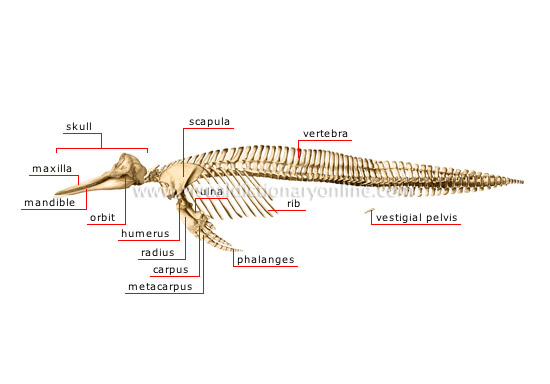 scapula
skull
vertebra
maxilla
ulna
mandible
rib
orbit
vestigial pelvis
humerus
radius
phalanges
carpus
metacarpus